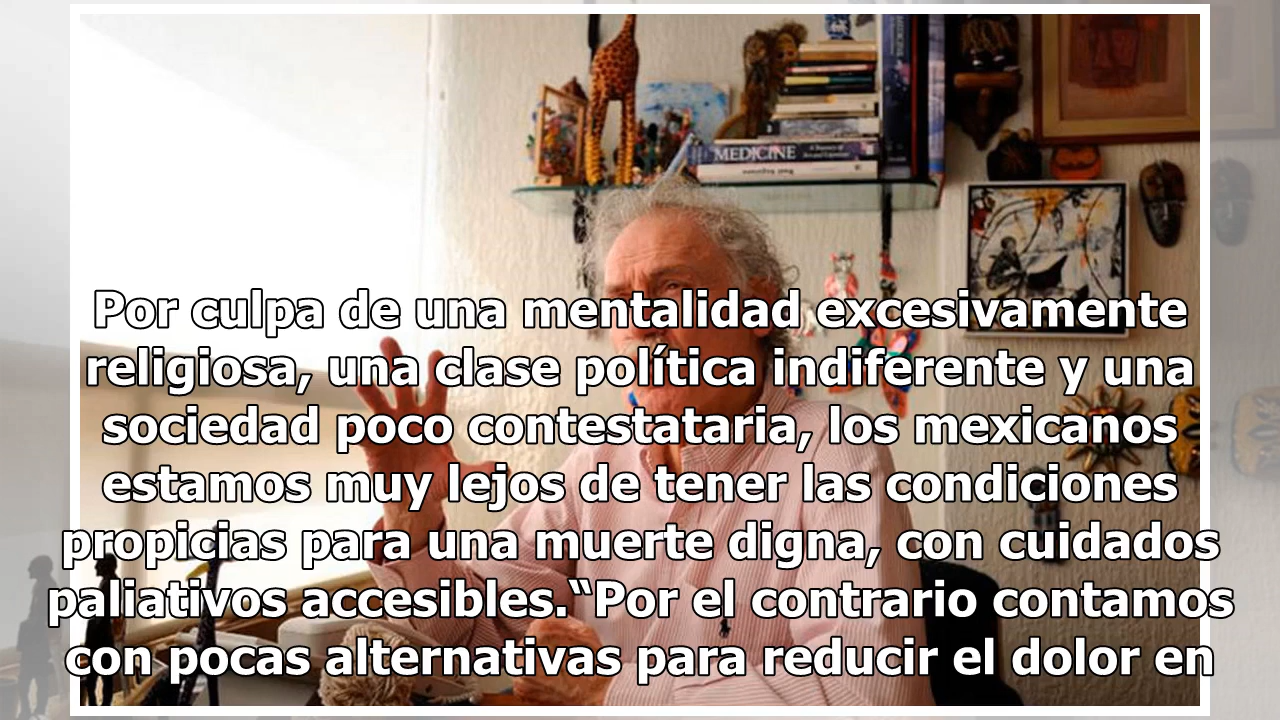 MEDICINE
MEDICINE
Por culpa de una mentalidad excesivamente
religiosa, una clase política indiferente y una
sociedad poco contestataria, los mexicanos
estamos muy lejos de tener las condiciones
propicias para una muerte digna, con cuidados
paliativos accesibles.“Por el contrario contamos
con pocas alternativas para reducir el dolor en